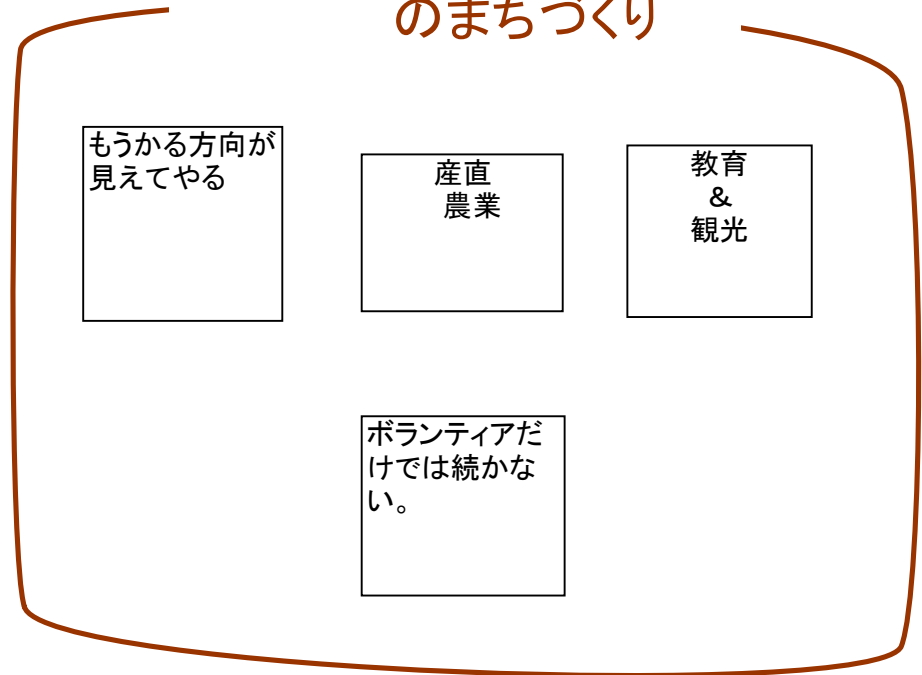 のまちづくり
もうかる方向が
見えてやる
産直
農業
教育
&
観光
ボランティアだ
けでは続かな
い。